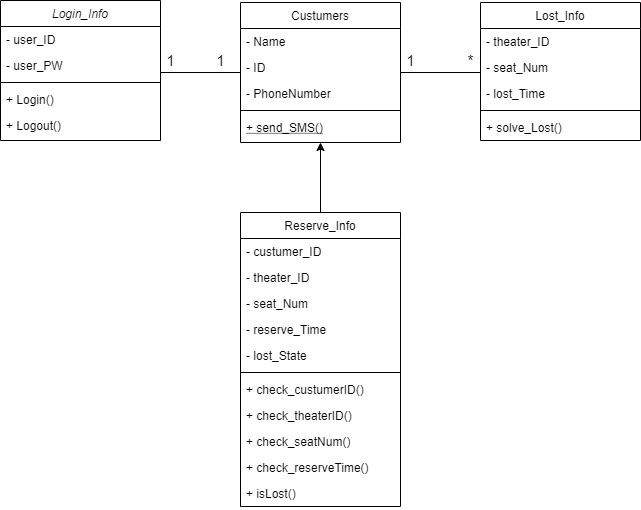 Login_Info
- user_ID
- user_PW
+ Login()
+ Logout()
1
1
Custumers
- Name
- ID
- PhoneNumber
+ send_SMS()
1
*
Lost_Info
- theater_ID
- seat_Num
- lost_Time
+ solve_Lost()
Reserve_Info
- custumer_ID
- theater_ID
- seat_Num
- reserve_Time
- lost_State
+ check_custumerID()
+ check_theaterID()
+ check_seatNum()
+ check_reserveTime()
+ isLost()